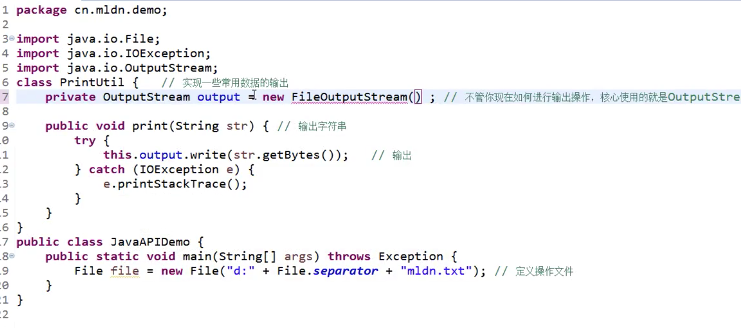 1 package cn.mldn.demo;
2
3 import java.io.File;
4 import java.io.IOException;
5 import java.io.OutputStream;
6 class PrintUtil {   // 实现一些常用数据的输出
7     private OutputStream output = new FileOutputStream() ; // 不管你现在如何进行输出操作，核心使用的就是OutputStre
8
9     public void print(String str) { // 输出字符串
0         try {
1             this.output.write(str.getBytes());   // 输出
2         } catch (IOException e) {
3             e.printStackTrace();
4         }
5     }
6 }
7 public class JavaAPIDemo {
8     public static void main(String[] args) throws Exception {
9         File file = new File("d:" + File.separator + "mldn.txt"); // 定义操作文件
0     }
1 }
2